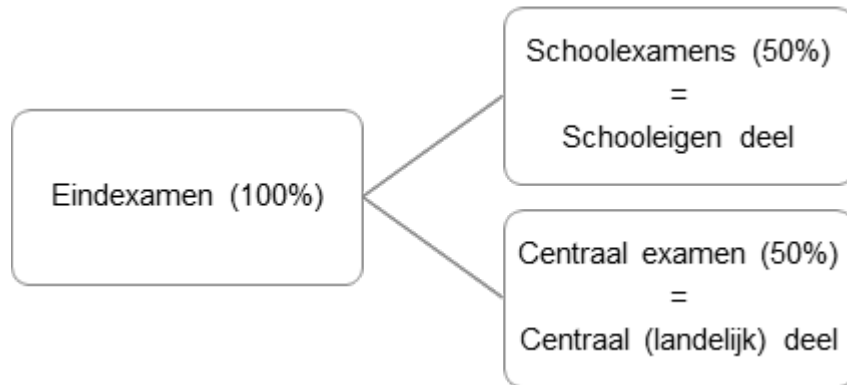 Eindexamen (100%)
Schoolexamens (50%)
=
Schooleigen deel
Centraal examen (50%)
=
Centraal (landelijk) deel